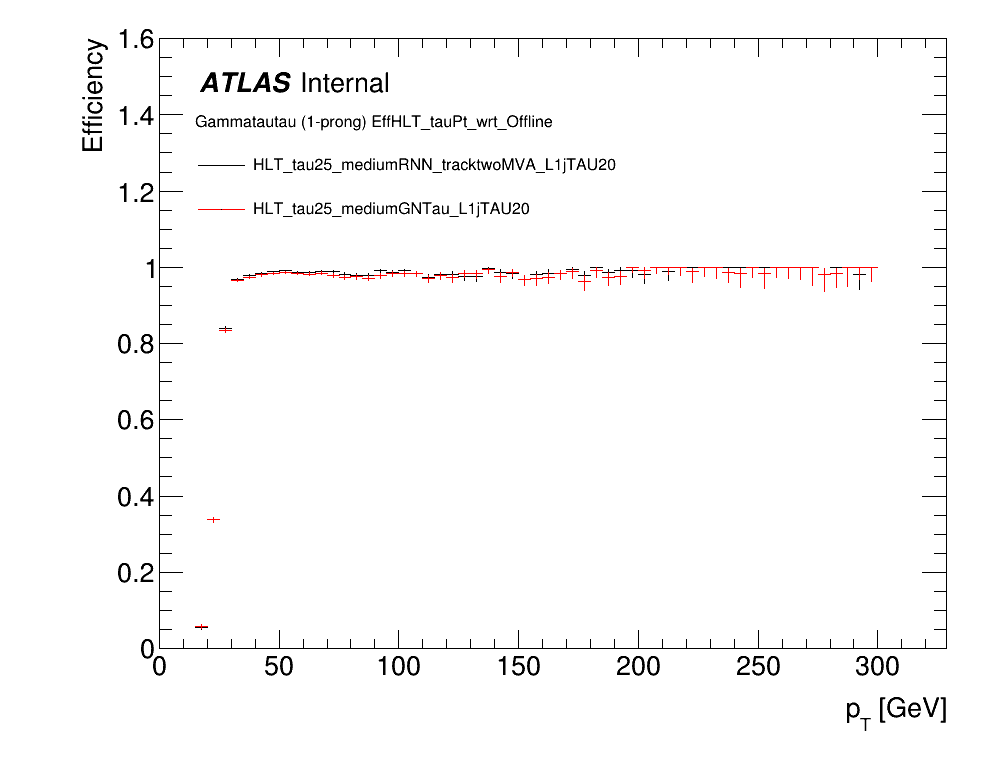 Efficiency
1.6
1.4
1.2
1
0.8
0.6
0.4
0.2
0
ATLAS Internal
Gammatautau (1-prong) EffHLT_tauPt_wrt_Offline
HLT_tau25_mediumRNN_tracktwoMVA_L1jTAU20
HLT_tau25_mediumGNTau_L1jTAU20
0 50 100 150 200 250 300
p_T [GeV]